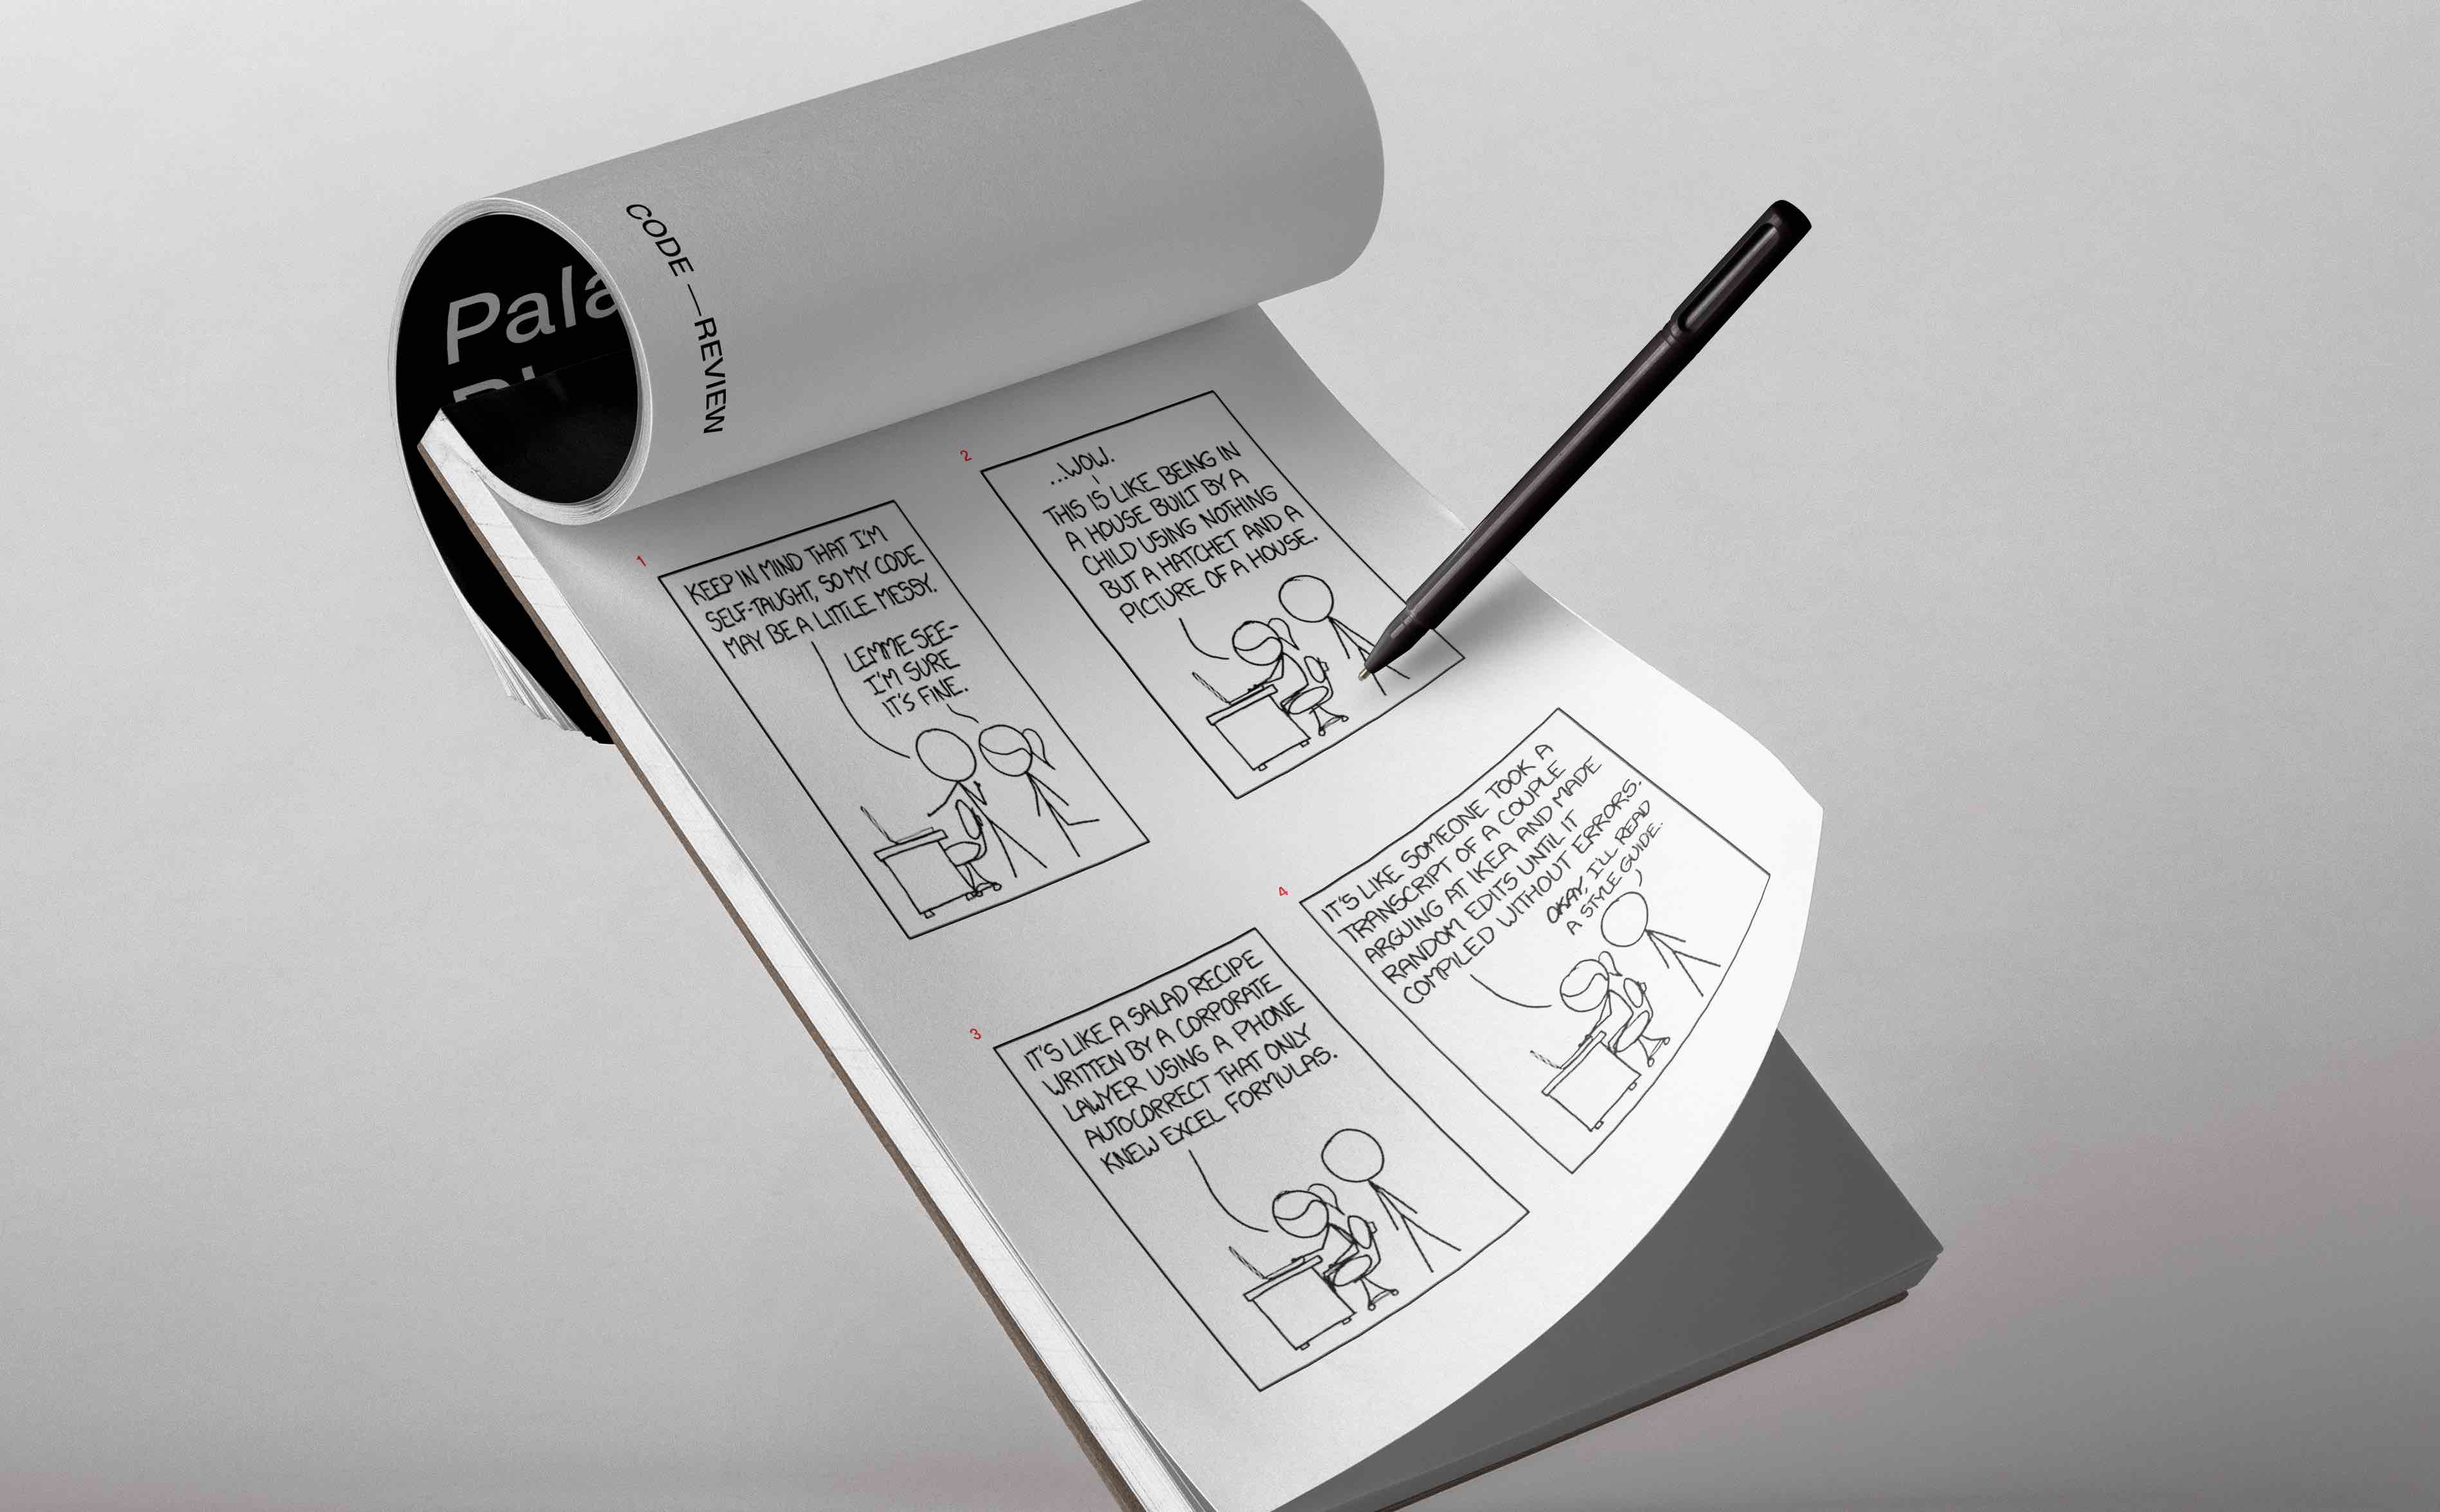 Pala
CODE —REVIEW
1
KEEP IN MIND THAT I'M
SELF-TAUGHT, SO MY CODE
MAY BE A LITTLE MESSY.
LEMME SEE-
I'M SURE
IT'S FINE.
2
...WOW.
THIS IS LIKE BEING IN
A HOUSE BUILT BY A
CHILD USING NOTHING
BUT A HATCHET AND A
PICTURE OF A HOUSE.
3
IT'S LIKE A SALAD RECIPE
WRITTEN BY A CORPORATE
LAWYER USING A PHONE
AUTOCORRECT THAT ONLY
KNEW EXCEL FORMULAS.
4
IT'S LIKE SOMEONE TOOK A
TRANSCRIPT OF A COUPLE
ARGUING AT IKEA AND MADE
RANDOM EDITS UNTIL IT
COMPILED WITHOUT ERRORS.
OKAY, I'LL READ
A STYLE GUIDE.